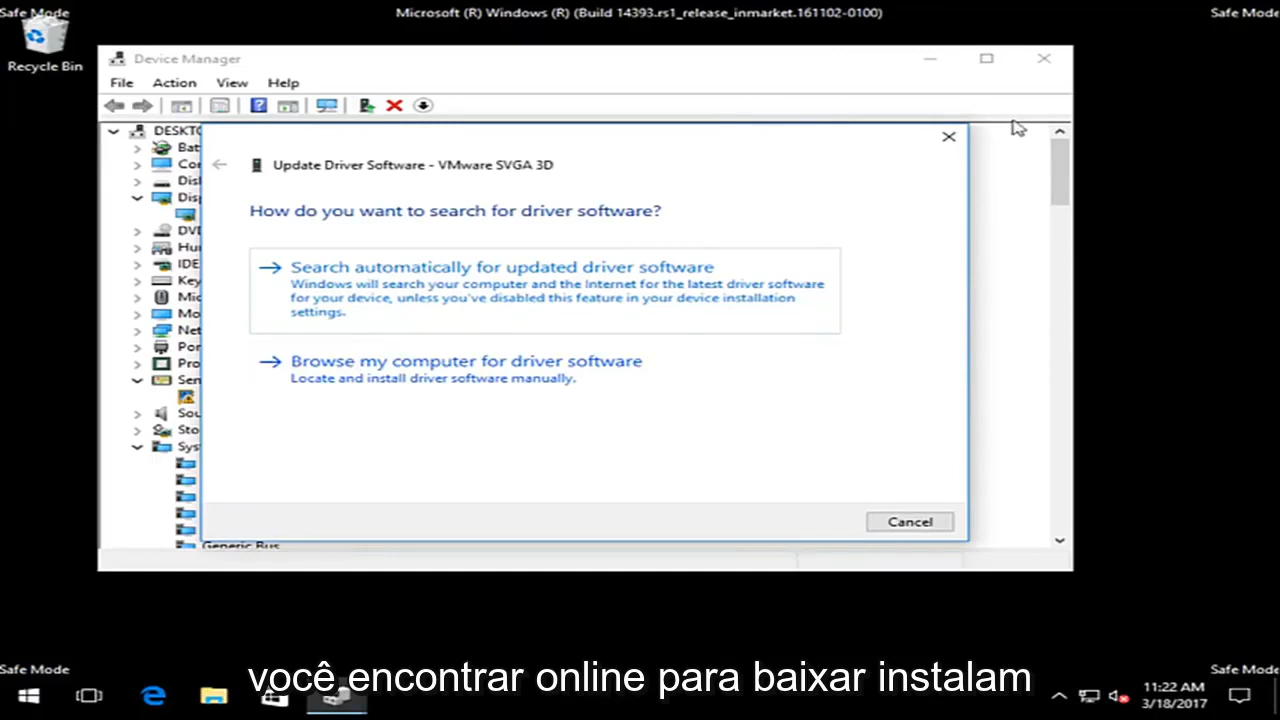 Safe Mode
Microsoft (R) Windows (R) (Build 14393.rs1_release_inmarket.161102-0100)
Safe Mode
Recycle Bin
Device Manager
File Action View Help
Update Driver Software - VMware SVGA 3D
How do you want to search for driver software?
Search automatically for updated driver software
Windows will search your computer and the Internet for the latest driver software
for your device, unless you've disabled this feature in your device installation
settings.
Browse my computer for driver software
Locate and install driver software manually.
Cancel
Generic Bus
Safe Mode
Safe Mode
você encontrar online para baixar instalam
11:22 AM
3/18/2017